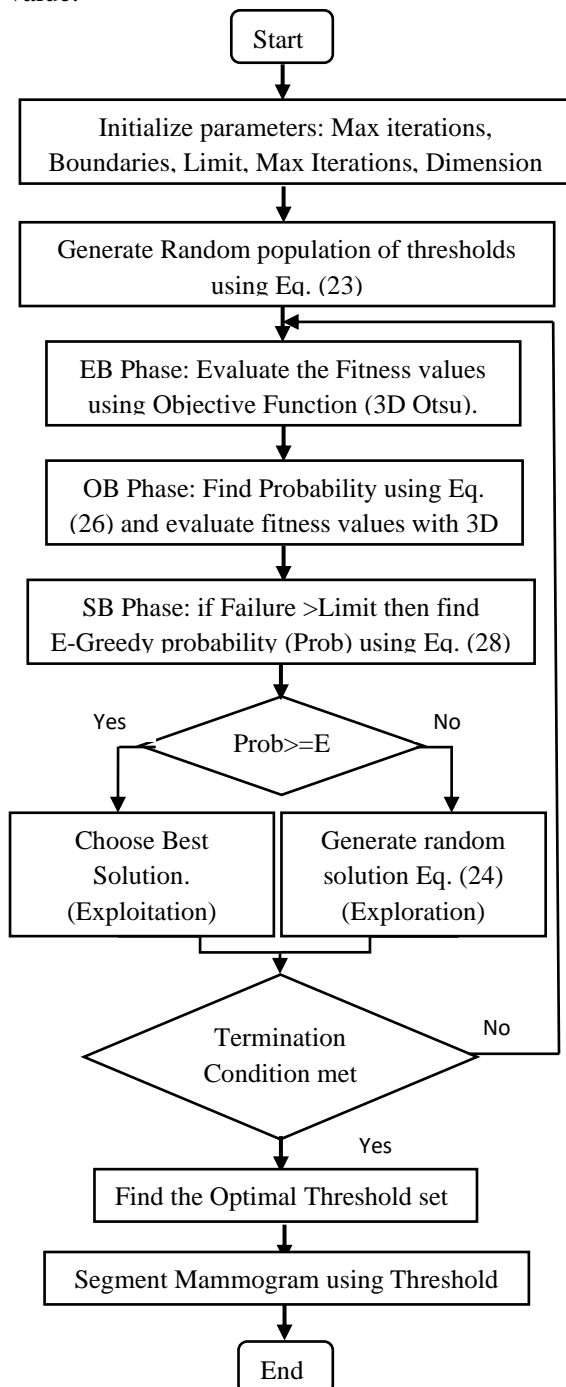 value.
Start
Initialize parameters: Max iterations,
Boundaries, Limit, Max Iterations, Dimension
Generate Random population of thresholds
using Eq. (23)
EB Phase: Evaluate the Fitness values
using Objective Function (3D Otsu).
OB Phase: Find Probability using Eq.
(26) and evaluate fitness values with 3D
SB Phase: if Failure >Limit then find
E-Greedy probability (Prob) using Eq. (28)
Yes
No
Prob>=E
Choose Best
Solution.
(Exploitation)
Generate random
solution Eq. (24)
(Exploration)
Termination
Condition met
No
Yes
Find the Optimal Threshold set
Segment Mammogram using Threshold
End